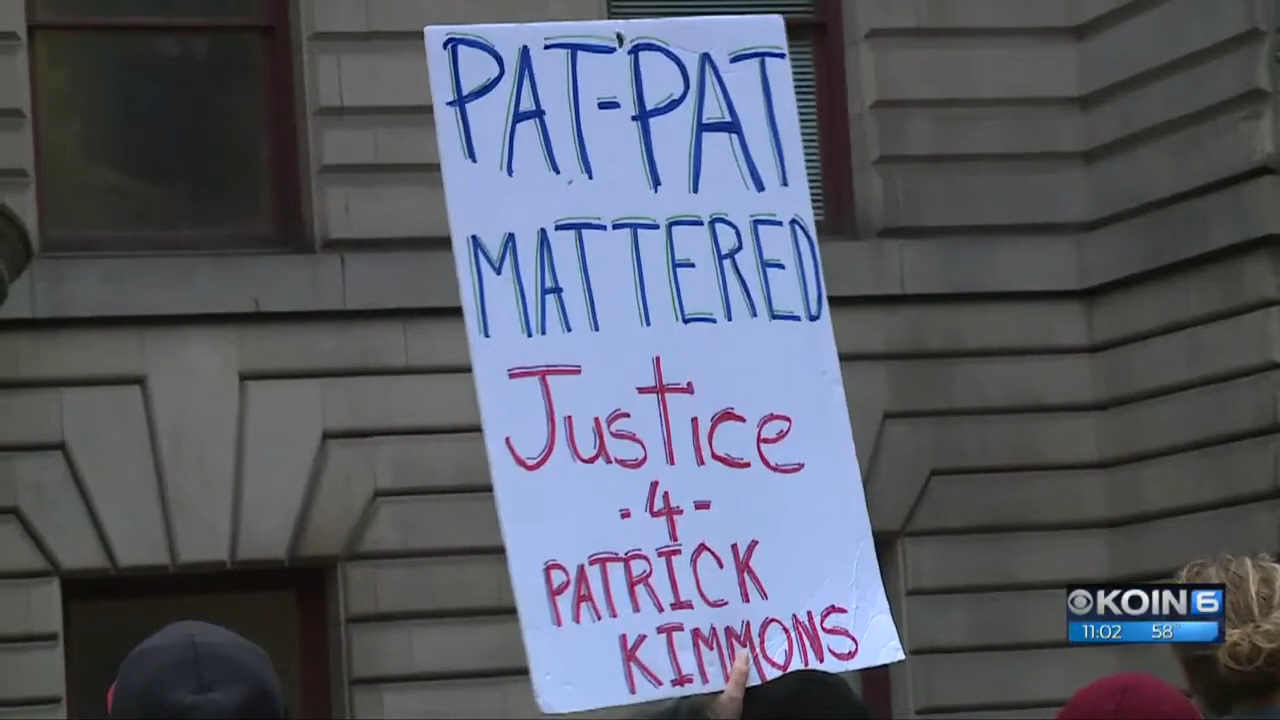 PAT-PAT
MATTERED
Justice
-4-
PATRICK
KIMMONS
KOIN 6
11:02 58°